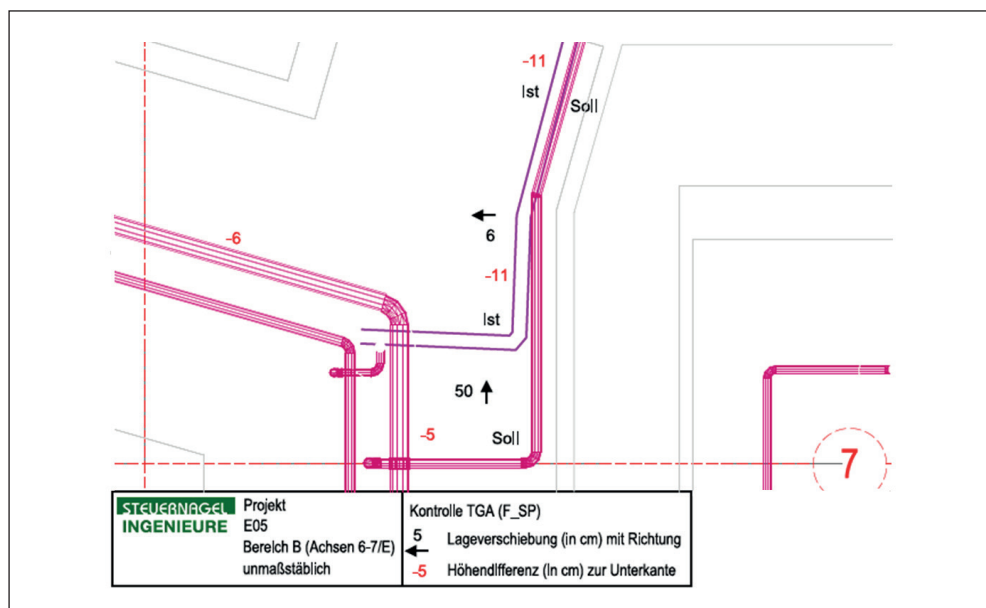 -11
Ist
Soll
6
-6
-11
Ist
50
-5
Soll
7
STEUERNAGEL
INGENIEURE
Projekt
E05
Bereich B (Achsen 6-7/E)
unmaßstäblich
Kontrolle TGA (F_SP)
5 Lageverschiebung (in cm) mit Richtung
-5 Höhendifferenz (in cm) zur Unterkante